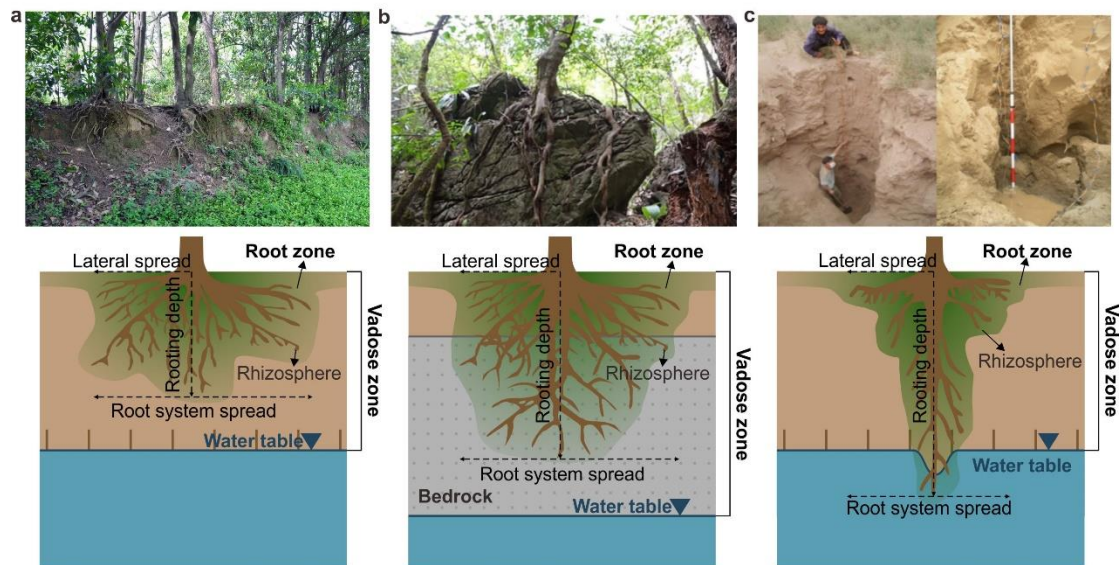 a
b
c
Lateral spread
Root zone
Rooting depth
Rhizosphere
Root system spread
Water table
Vadose zone
Lateral spread
Root zone
Rooting depth
Rhizosphere
Root system spread
Bedrock
Water table
Vadose zone
Lateral spread
Root zone
Rooting depth
Rhizosphere
Water table
Root system spread
Vadose zone